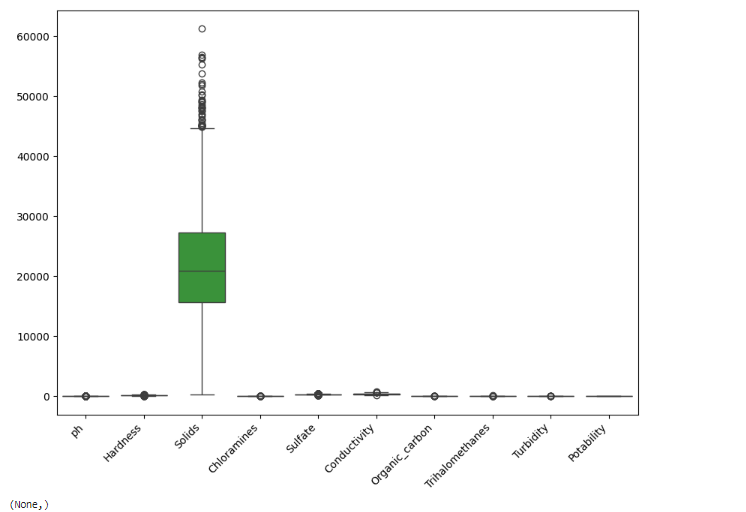 60000
50000
40000
30000
20000
10000
0
ph
Hardness
Solids
Chloramines
Sulfate
Conductivity
Organic_carbon
Trihalomethanes
Turbidity
Potability
(None,)